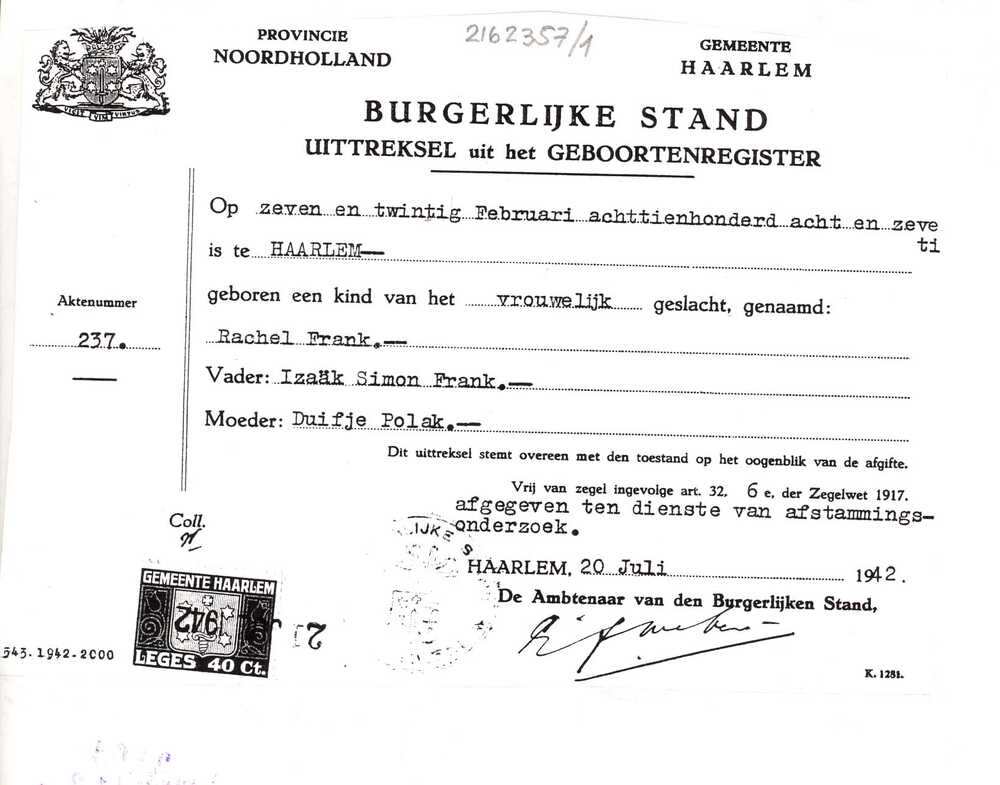 PROVINCIE
NOORDHOLLAND
2162357/1
GEMEENTE
HAARLEM
VICIT VIM VIRTUS
BURGERLIJKE STAND
UITTREKSEL uit het GEBOORTENREGISTER
Op zeven en twintig Februari achttienhonderd acht en zeve
ti
is te HAARLEM—
Aktenummer
237.
geboren een kind van het vrouwelijk geslacht, genaamd:
Rachel Frank.—
Vader: Izaäk Simon Frank.—
Moeder: Duifje Polak.—
Dit uittreksel stemt overeen met den toestand op het oogenblik van de afgifte.
Vrij van zegel ingevolge art. 32, 6 e, der Zegelwet 1917.
afgegeven ten dienste van afstammings-
onderzoek.
Coll.
IJKE S
HAARLEM, 20 Juli 1942.
De Ambtenaar van den Burgerlijken Stand,
GEMEENTE HAARLEM
1942
LEGES 40 Ct.
543.1942-2000
K. 1281.